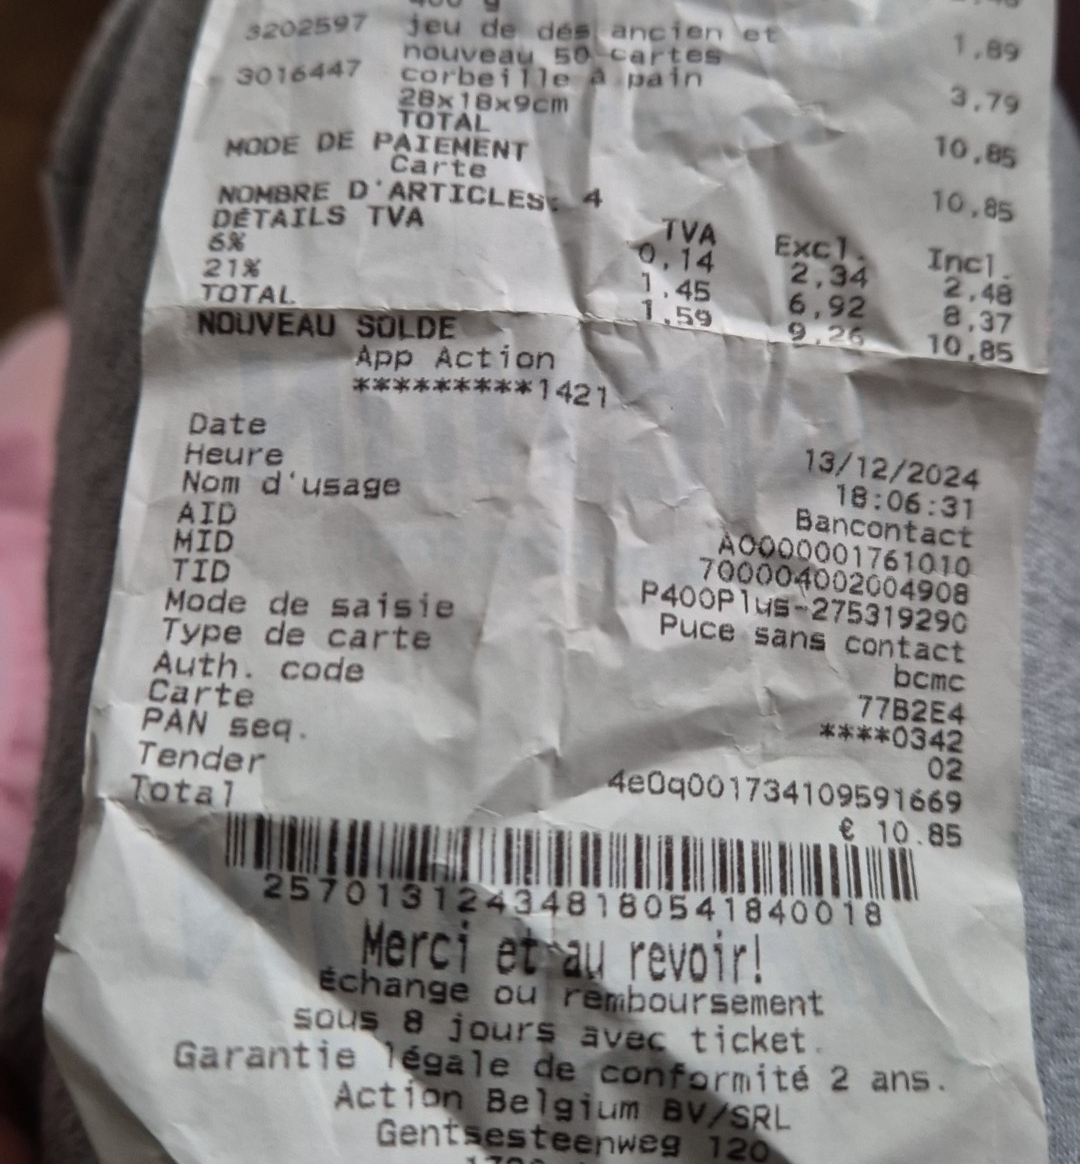 400 g
3202597 jeu de dés ancien et 1,89
nouveau 50 cartes
3016447 corbeille à pain 3,79
28x18x9cm
TOTAL 10,85
MODE DE PAIEMENT
Carte 10,85
NOMBRE D'ARTICLES: 4
DÉTAILS TVA TVA Excl. Incl.
6% 0,14 2,34 2,48
21% 1,45 6,92 8,37
TOTAL 1,59 9,26 10,85
NOUVEAU SOLDE
App Action
*********1421
Date 13/12/2024
Heure 18:06:31
Nom d'usage Bancontact
AID A0000001761010
MID 700004002004908
TID P400Plus-275319290
Mode de saisie Puce sans contact
Type de carte bcmc
Auth. code 77B2E4
Carte ****0342
PAN seq. 02
Tender 4e0q001734109591669
Total € 10.85
257013124348180541840018
Merci et au revoir!
Échange ou remboursement
sous 8 jours avec ticket.
Garantie légale de conformité 2 ans.
Action Belgium BV/SRL
Gentsesteenweg 120